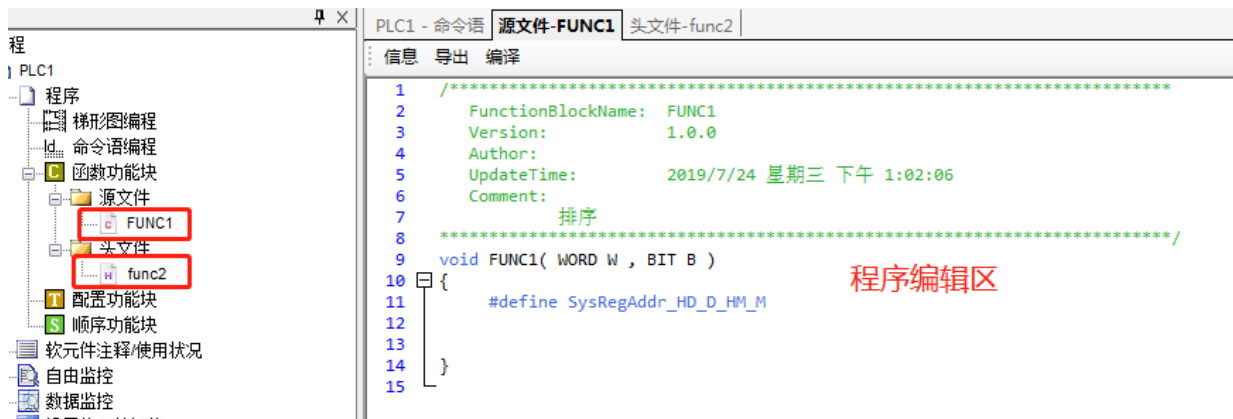 程
PLC1
程序
梯形图编程
命令语编程
函数功能块
源文件
FUNC1
头文件
func2
配置功能块
顺序功能块
软元件注释/使用状况
自由监控
数据监控
PLC1 - 命令语 源文件-FUNC1 头文件-func2
信息 导出 编译
1 /****************************************************************************
2 FunctionBlockName: FUNC1
3 Version: 1.0.0
4 Author:
5 UpdateTime: 2019/7/24 星期三 下午 1:02:06
6 Comment:
7 排序
8 ****************************************************************************/
9 void FUNC1( WORD W , BIT B )
10 {
11 #define SysRegAddr_HD_D_HM_M
12
13
14 }
15
程序编辑区